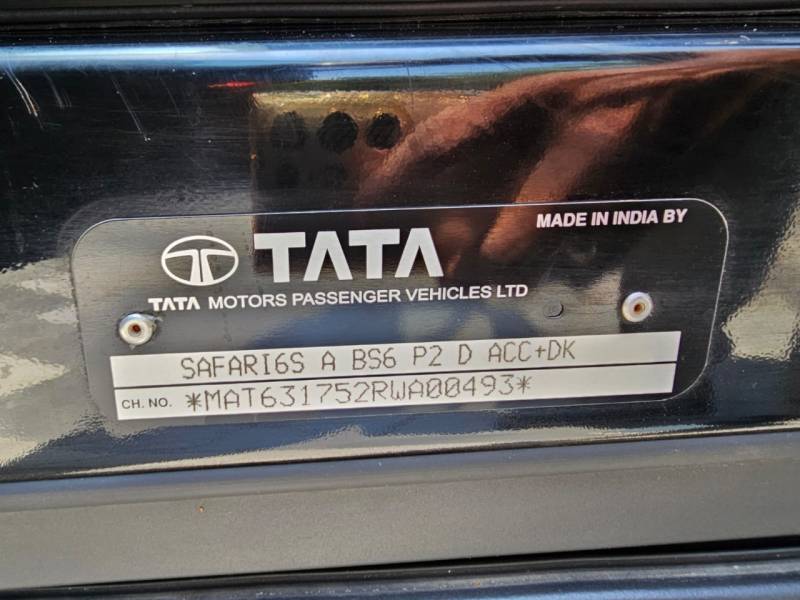 MADE IN INDIA BY
TATA
TATA MOTORS PASSENGER VEHICLES LTD
SAFARI6S A BS6 P2 D ACC+DK
CH. NO. *MAT631752RWA00493*